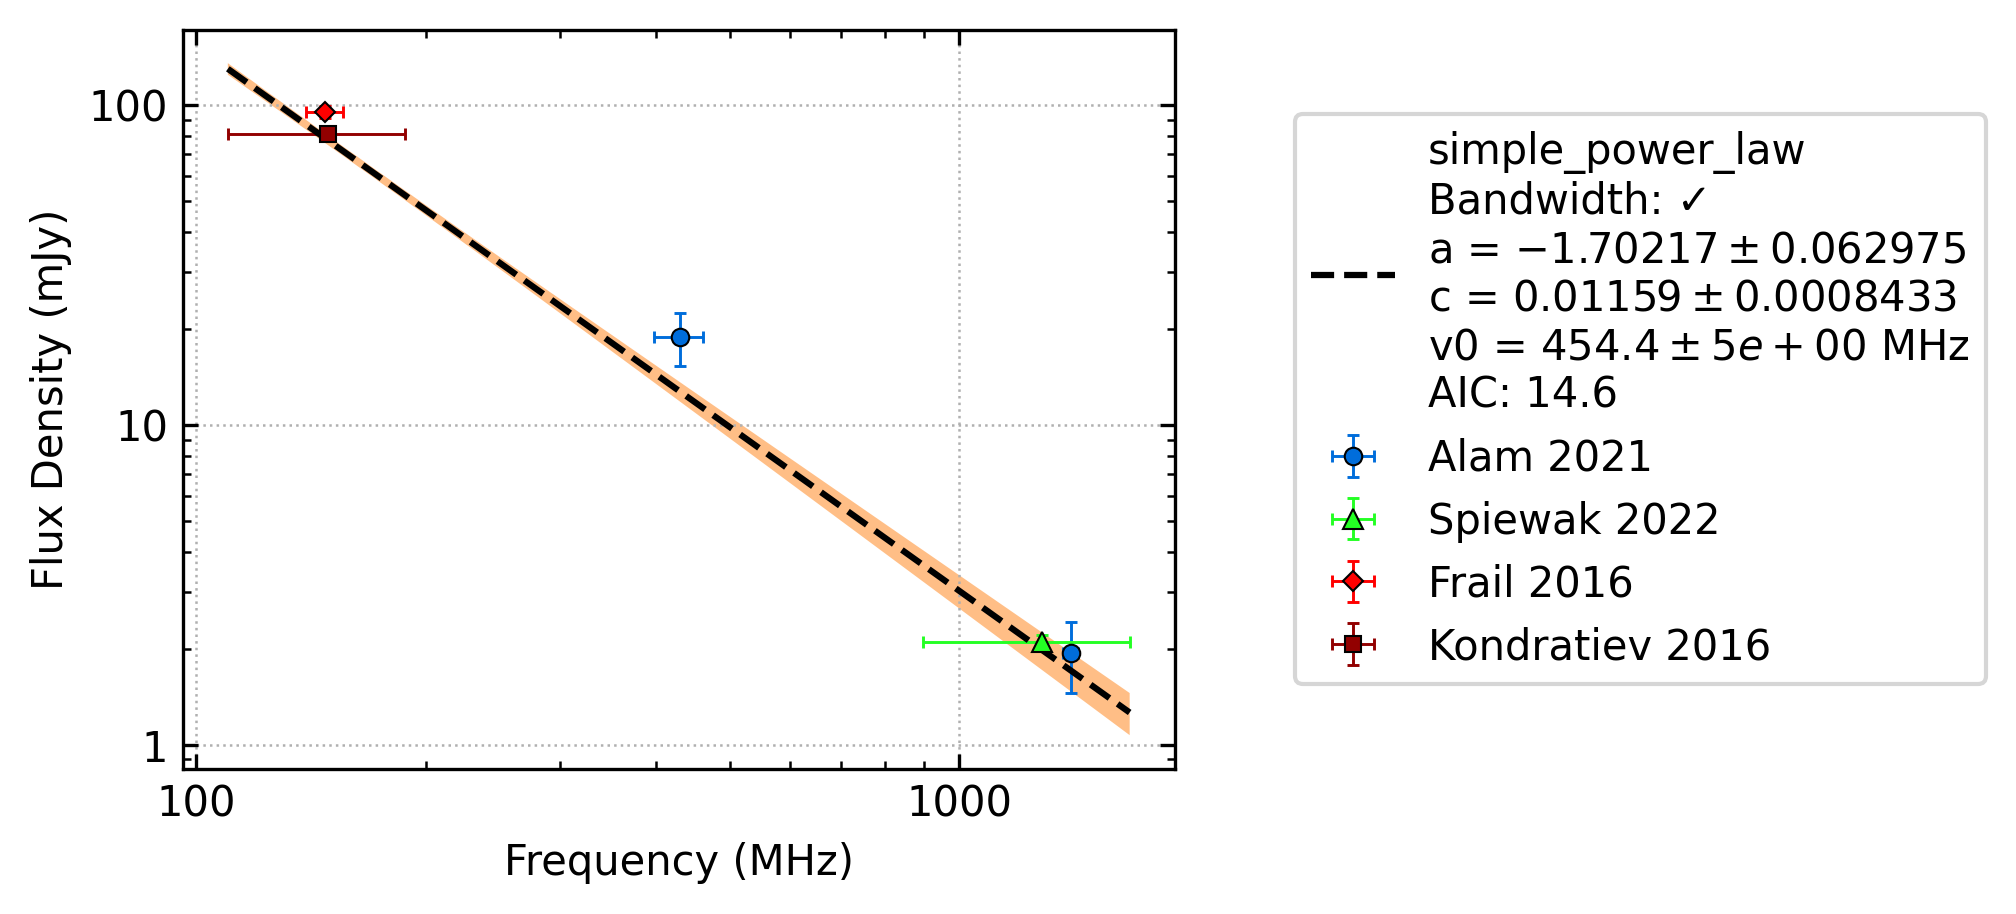 100
10
1
Flux Density (mJy)
100
1000
Frequency (MHz)
simple_power_law
Bandwidth: ✓
a = −1.70217 ± 0.062975
c = 0.01159 ± 0.0008433
v0 = 454.4 ± 5e + 00 MHz
AIC: 14.6
Alam 2021
Spiewak 2022
Frail 2016
Kondratiev 2016